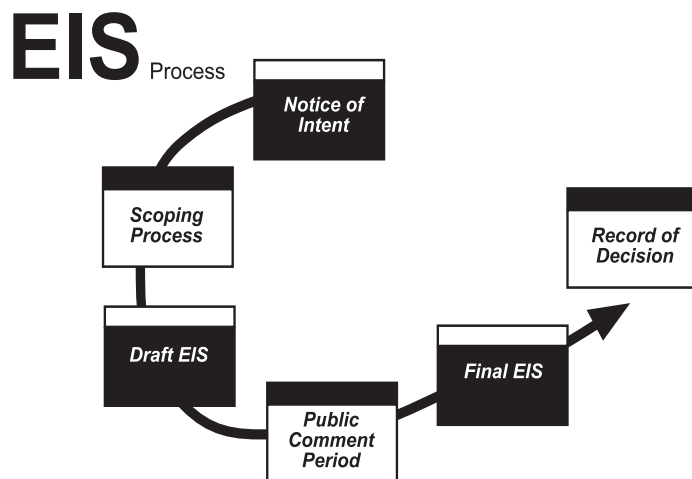 EIS Process
Notice of
Intent
Scoping
Process
Draft EIS
Public
Comment
Period
Final EIS
Record of
Decision